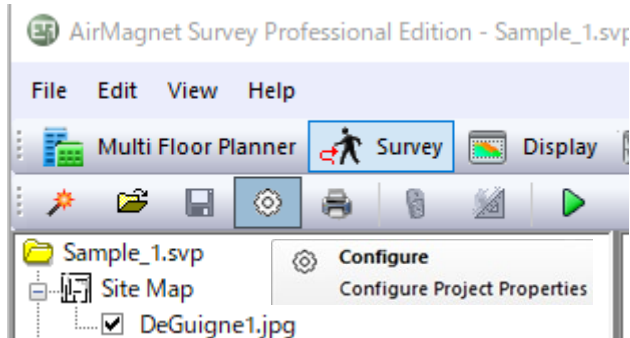 AirMagnet Survey Professional Edition - Sample_1.svp
File Edit View Help
Multi Floor Planner Survey Display
Sample_1.svp
Configure
Site Map
Configure Project Properties
DeGuigne1.jpg